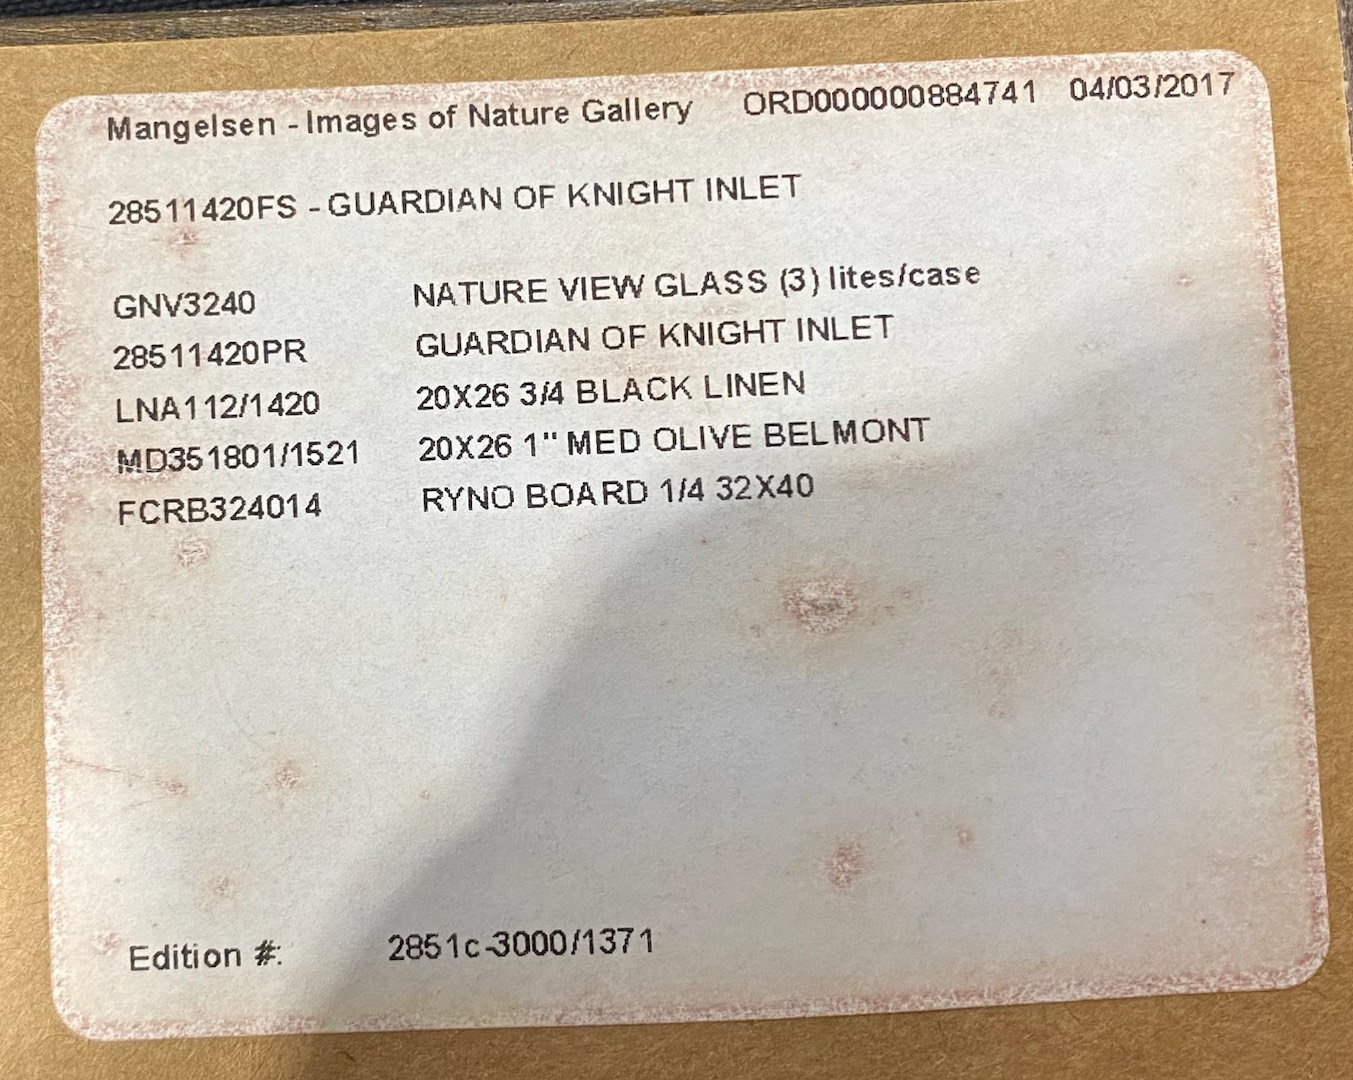 Mangelsen - Images of Nature Gallery ORD000000884741 04/03/2017
28511420FS - GUARDIAN OF KNIGHT INLET
GNV3240 NATURE VIEW GLASS (3) lites/case
28511420PR GUARDIAN OF KNIGHT INLET
LNA112/1420 20X26 3/4 BLACK LINEN
MD351801/1521 20X26 1" MED OLIVE BELMONT
FCRB324014 RYNO BOARD 1/4 32X40
Edition #: 2851c-3000/1371